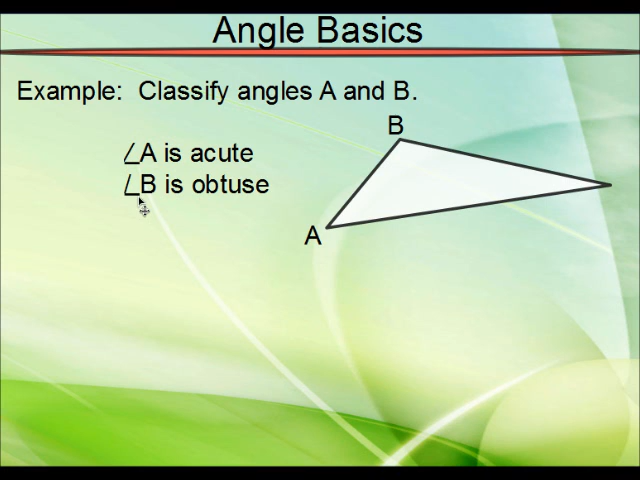 Angle Basics
Example: Classify angles A and B.
B
∠A is acute
∠B is obtuse
A